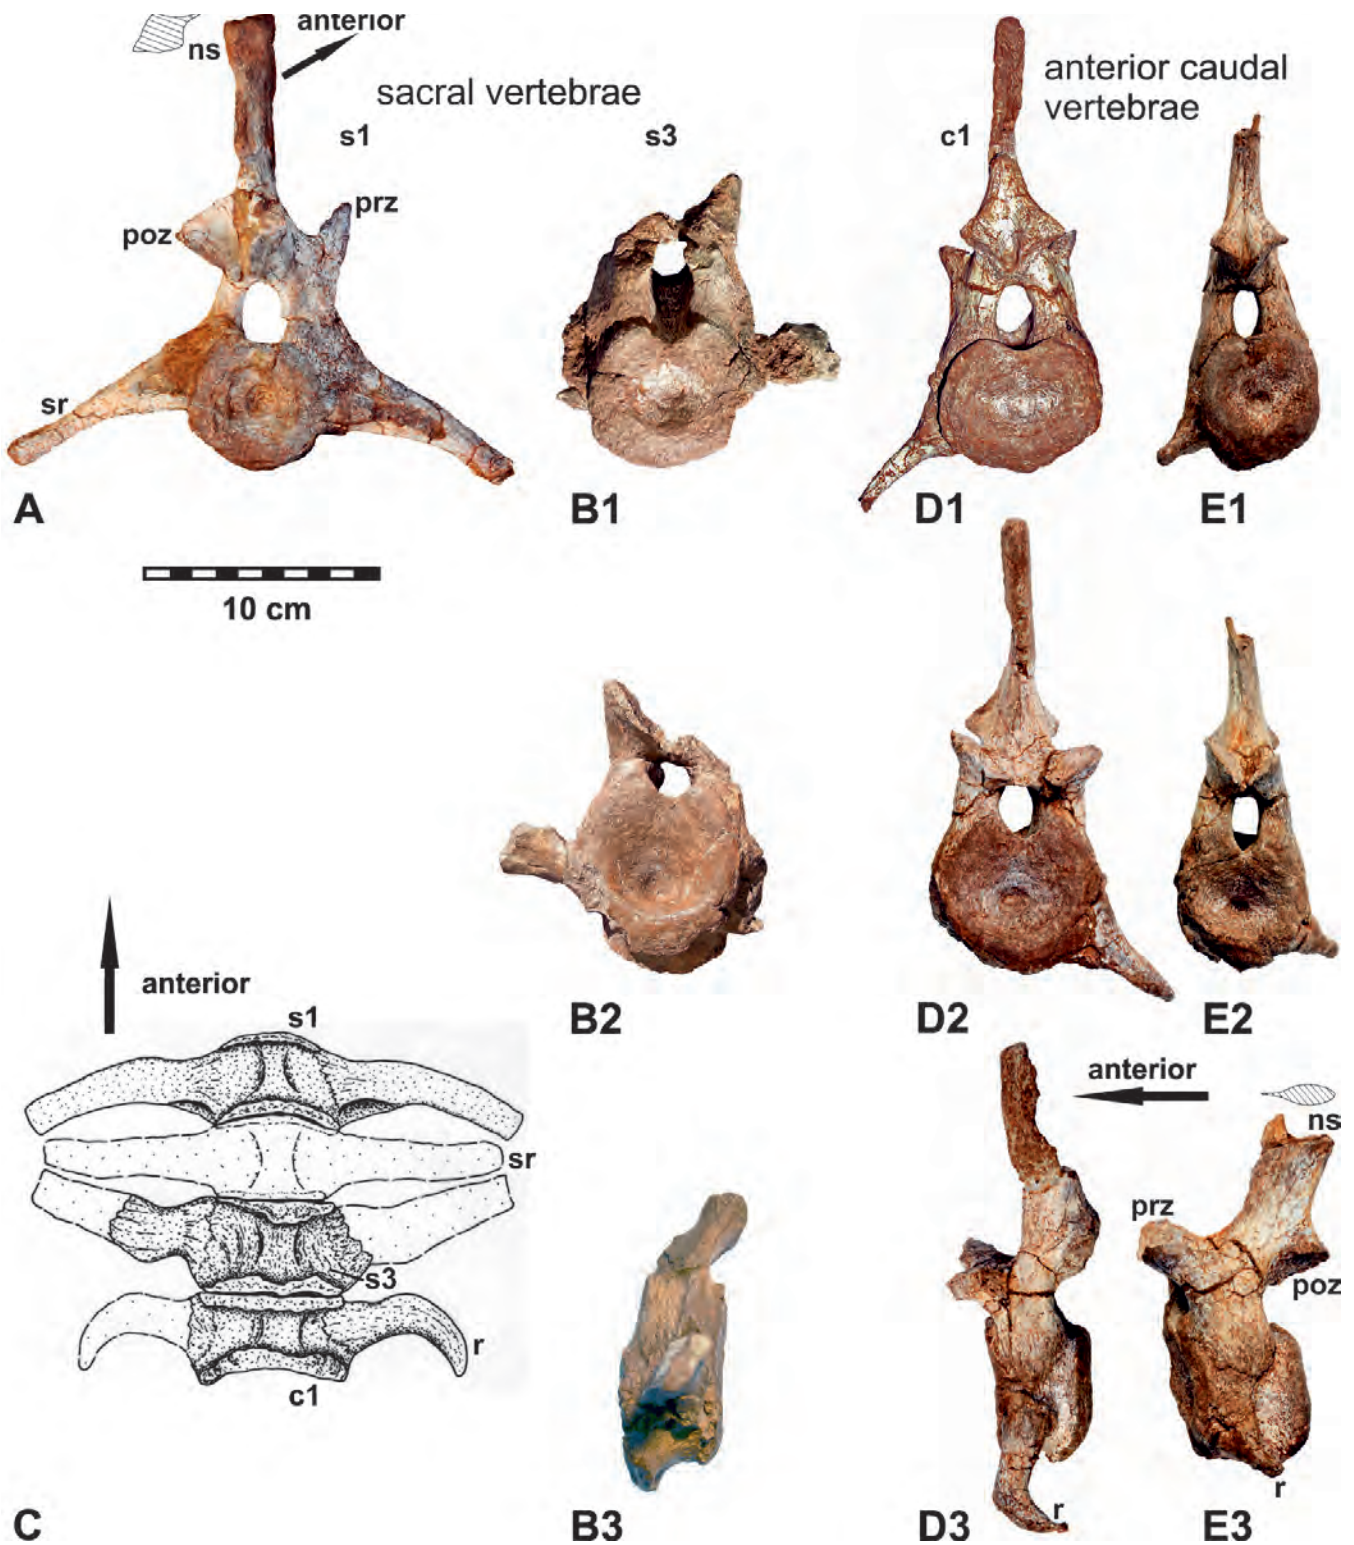 anterior
ns
sacral vertebrae
anterior caudal
vertebrae
s1
s3
c1
prz
poz
sr
A
B1
D1
E1
10 cm
anterior
s1
sr
s3
r
c1
B2
D2
E2
anterior
ns
prz
poz
r
r
C
B3
D3
E3